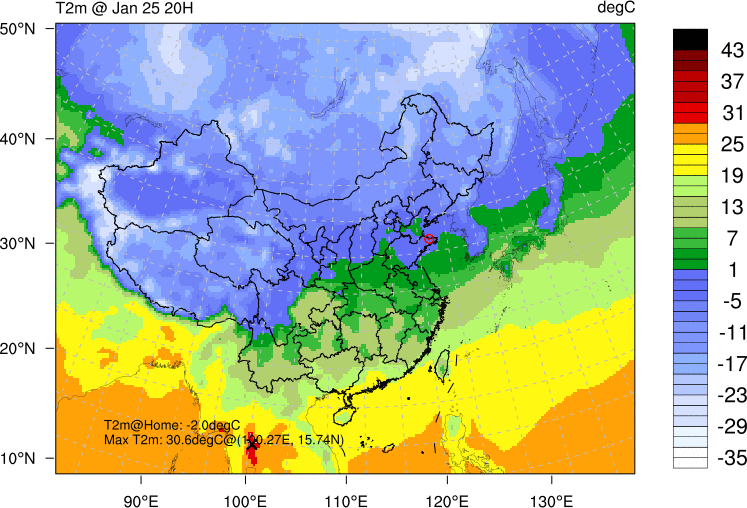 T2m @ Jan 25 20H
degC
50°N
40°N
30°N
20°N
10°N
T2m@Home: -2.0degC
Max T2m: 30.6degC@(100.27E, 15.74N)
90°E
100°E
110°E
120°E
130°E
43
37
31
25
19
13
7
1
-5
-11
-17
-23
-29
-35